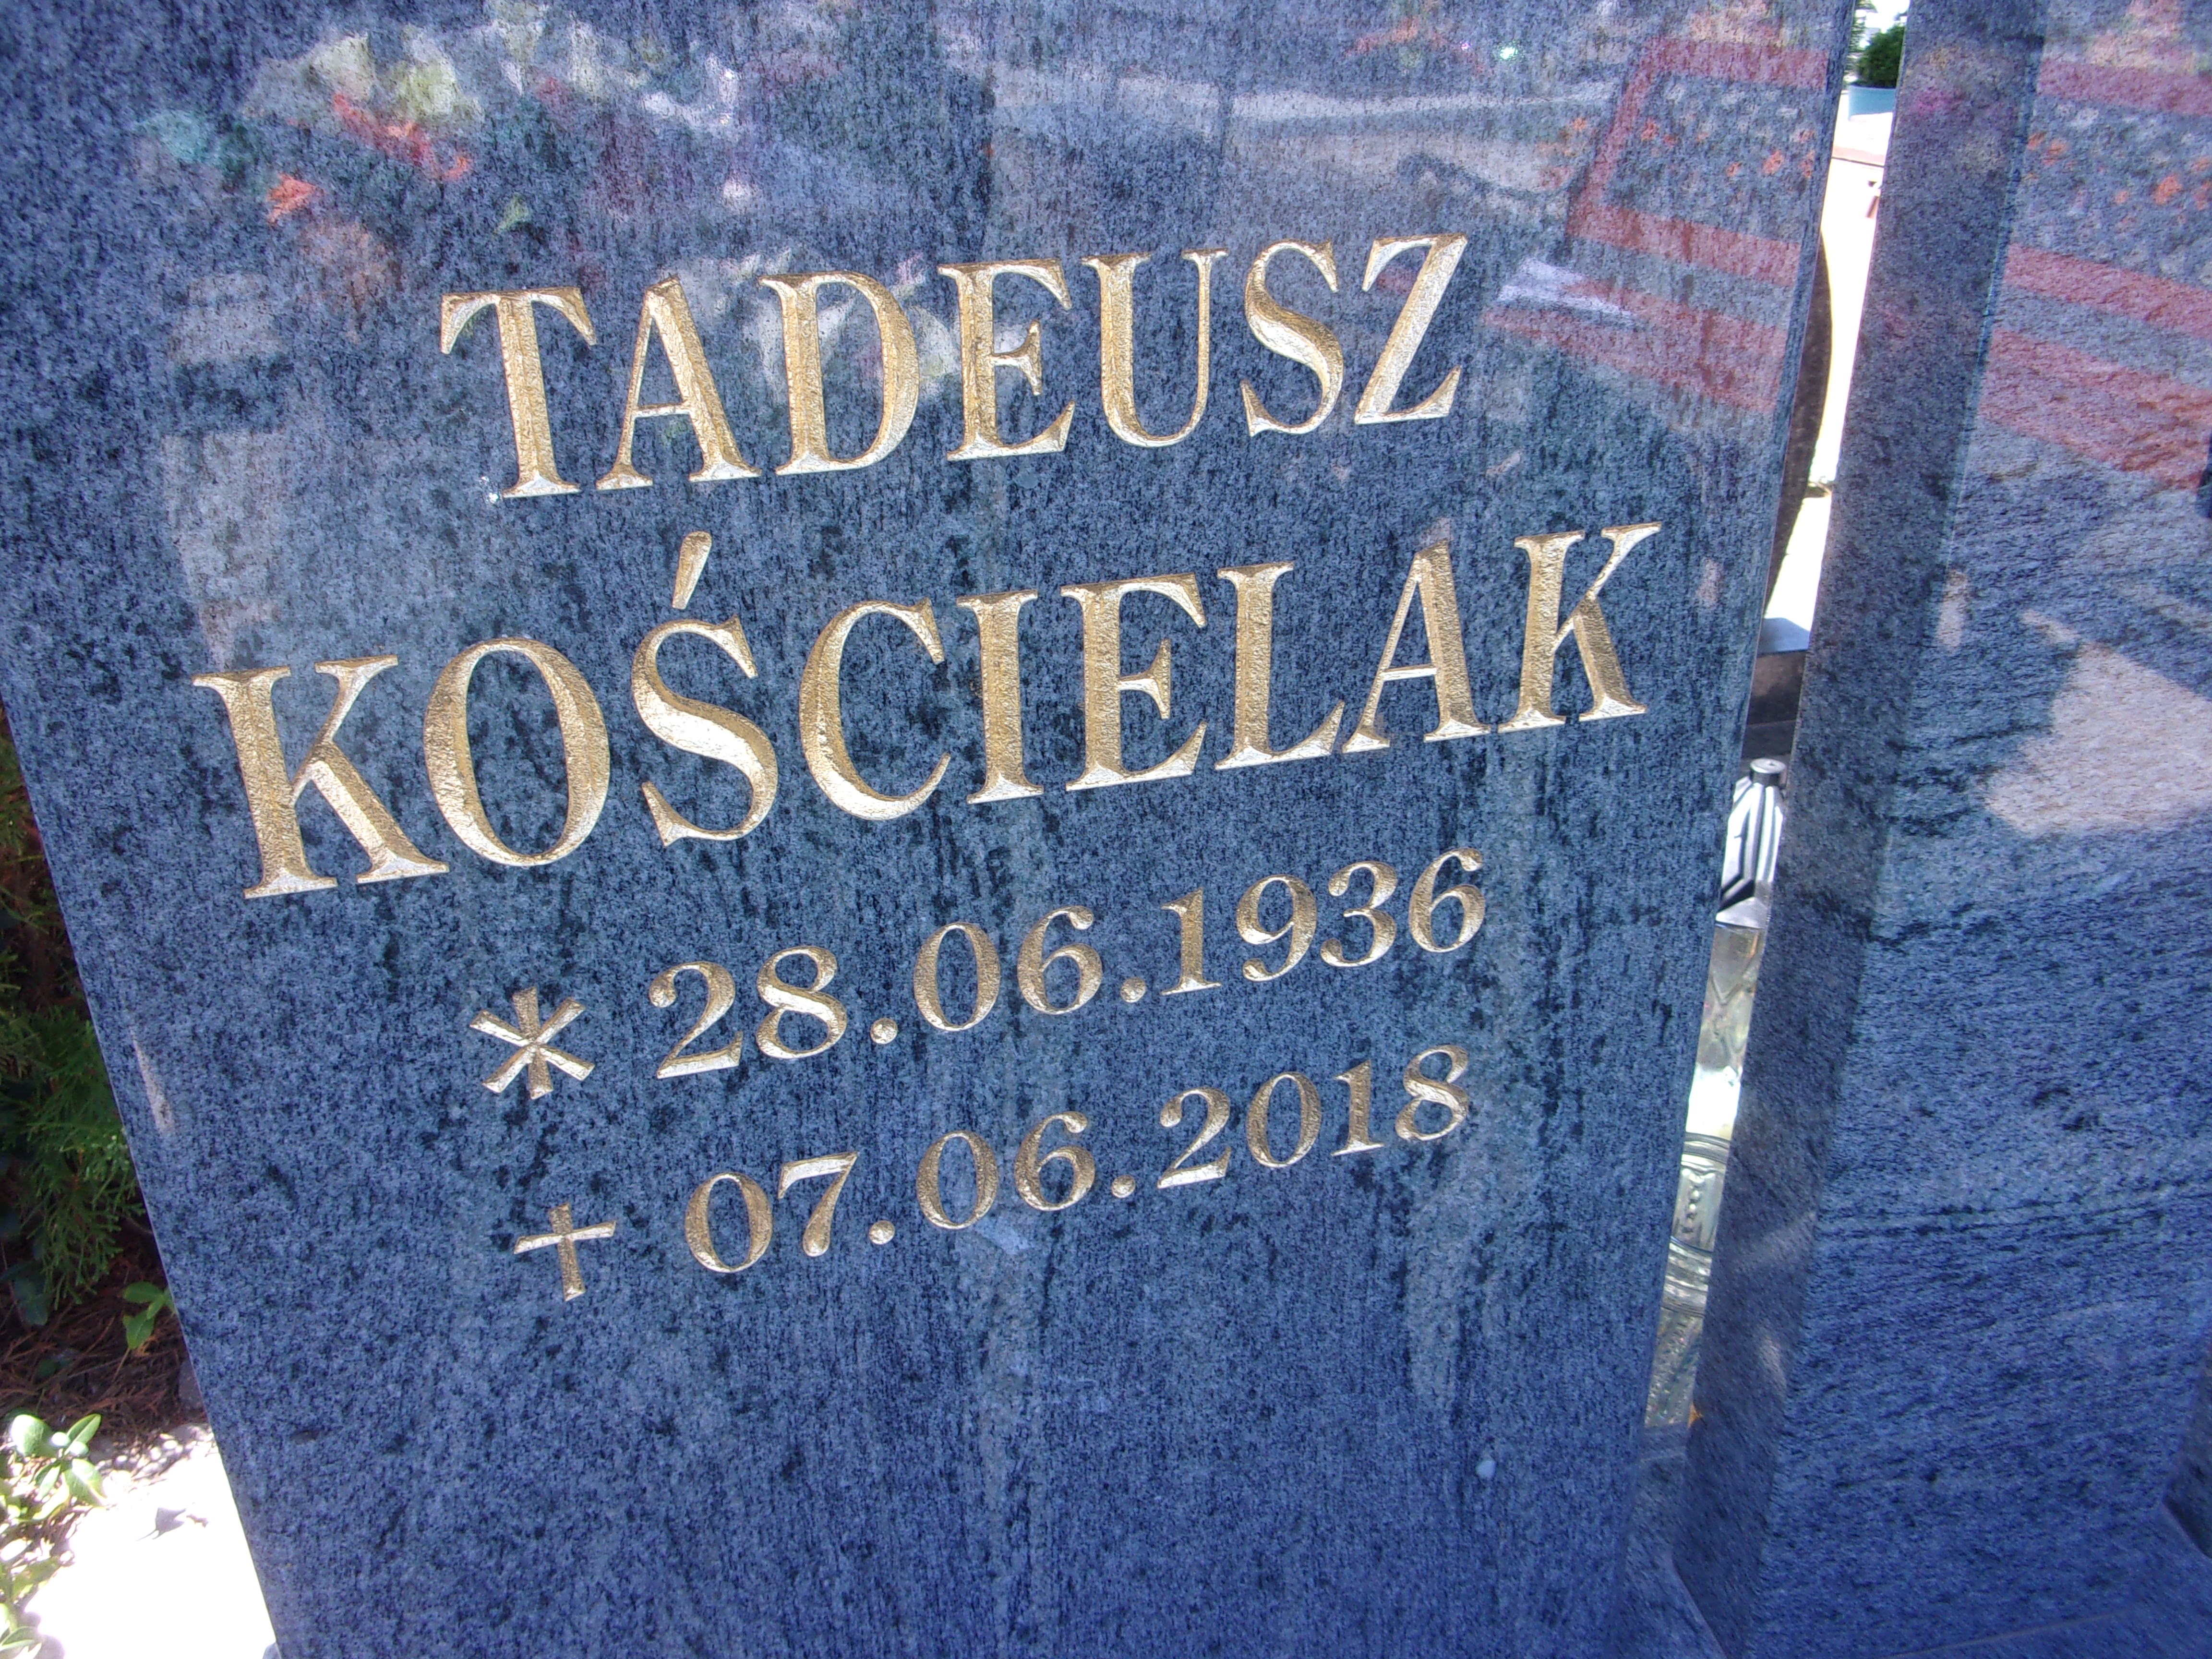 TADEUSZ
KOŚCIELAK
* 28.06.1936
+ 07.06.2018